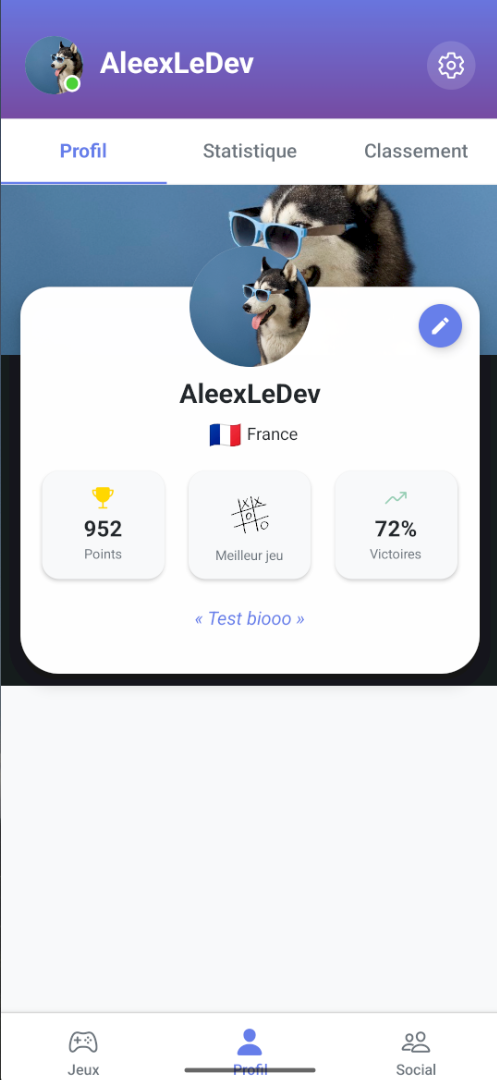 AleexLeDev
Profil
Statistique
Classement
AleexLeDev
France
952
72%
Points
Meilleur jeu
Victoires
« Test biooo »
Jeux
Profil
Social